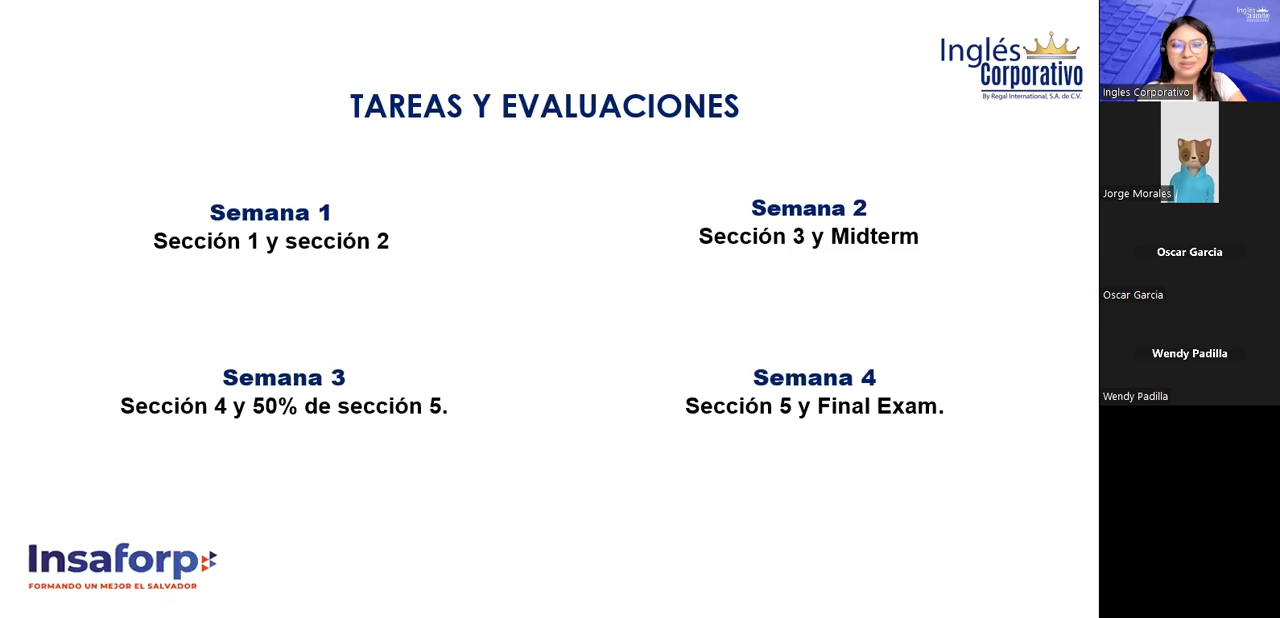 Inglés
Corporativo
By Regal International, S.A. de C.V.
TAREAS Y EVALUACIONES
Semana 1
Sección 1 y sección 2
Semana 2
Sección 3 y Midterm
Semana 3
Sección 4 y 50% de sección 5.
Semana 4
Sección 5 y Final Exam.
Insaforp
FORMANDO UN MEJOR EL SALVADOR
Inglés
Ingles Corporativo
Jorge Morales
Oscar Garcia
Oscar Garcia
Wendy Padilla
Wendy Padilla